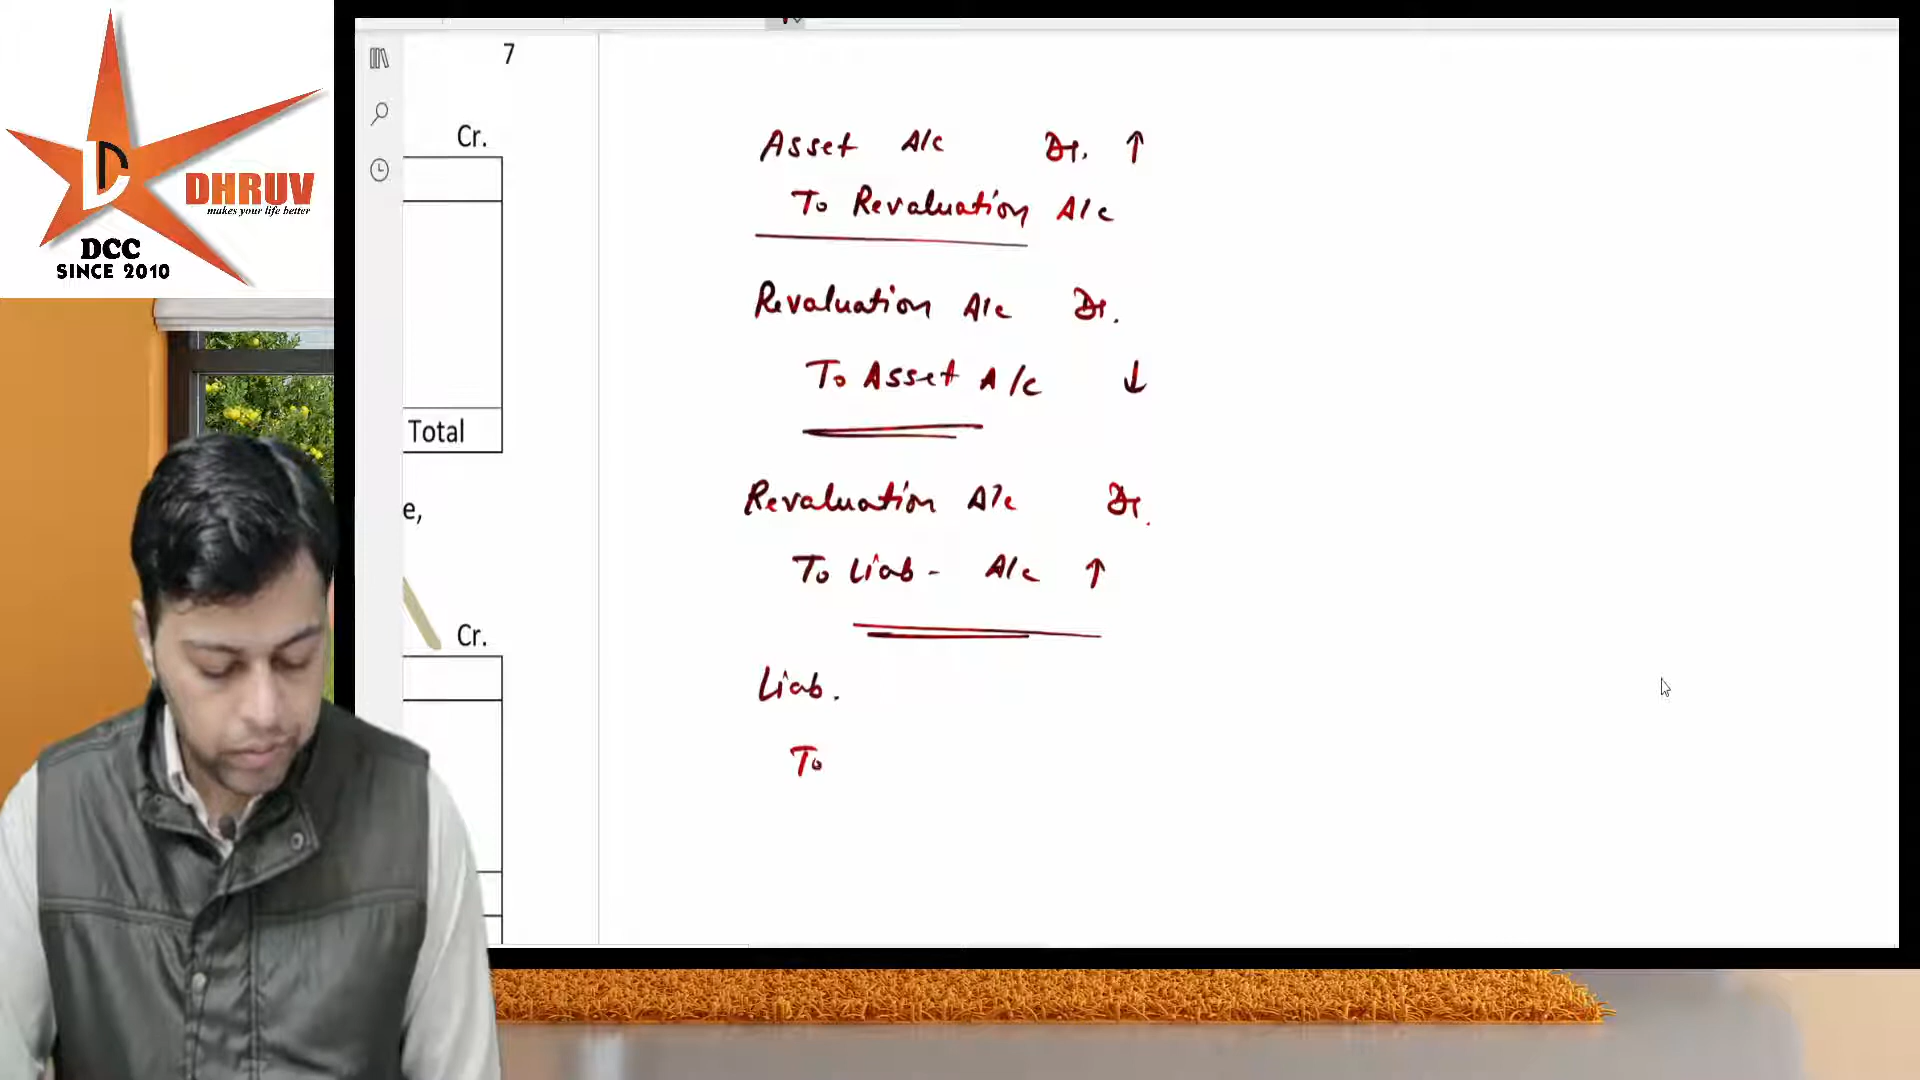 DHRUV
makes your life better
DCC
SINCE 2010
7
Cr.
Total
e,
Cr.
Asset A/c Dr. ↑
To Revaluation A/c
Revaluation A/c Dr.
To Asset A/c ↓
Revaluation A/c Dr.
To Liab - A/c ↑
Liab.
To